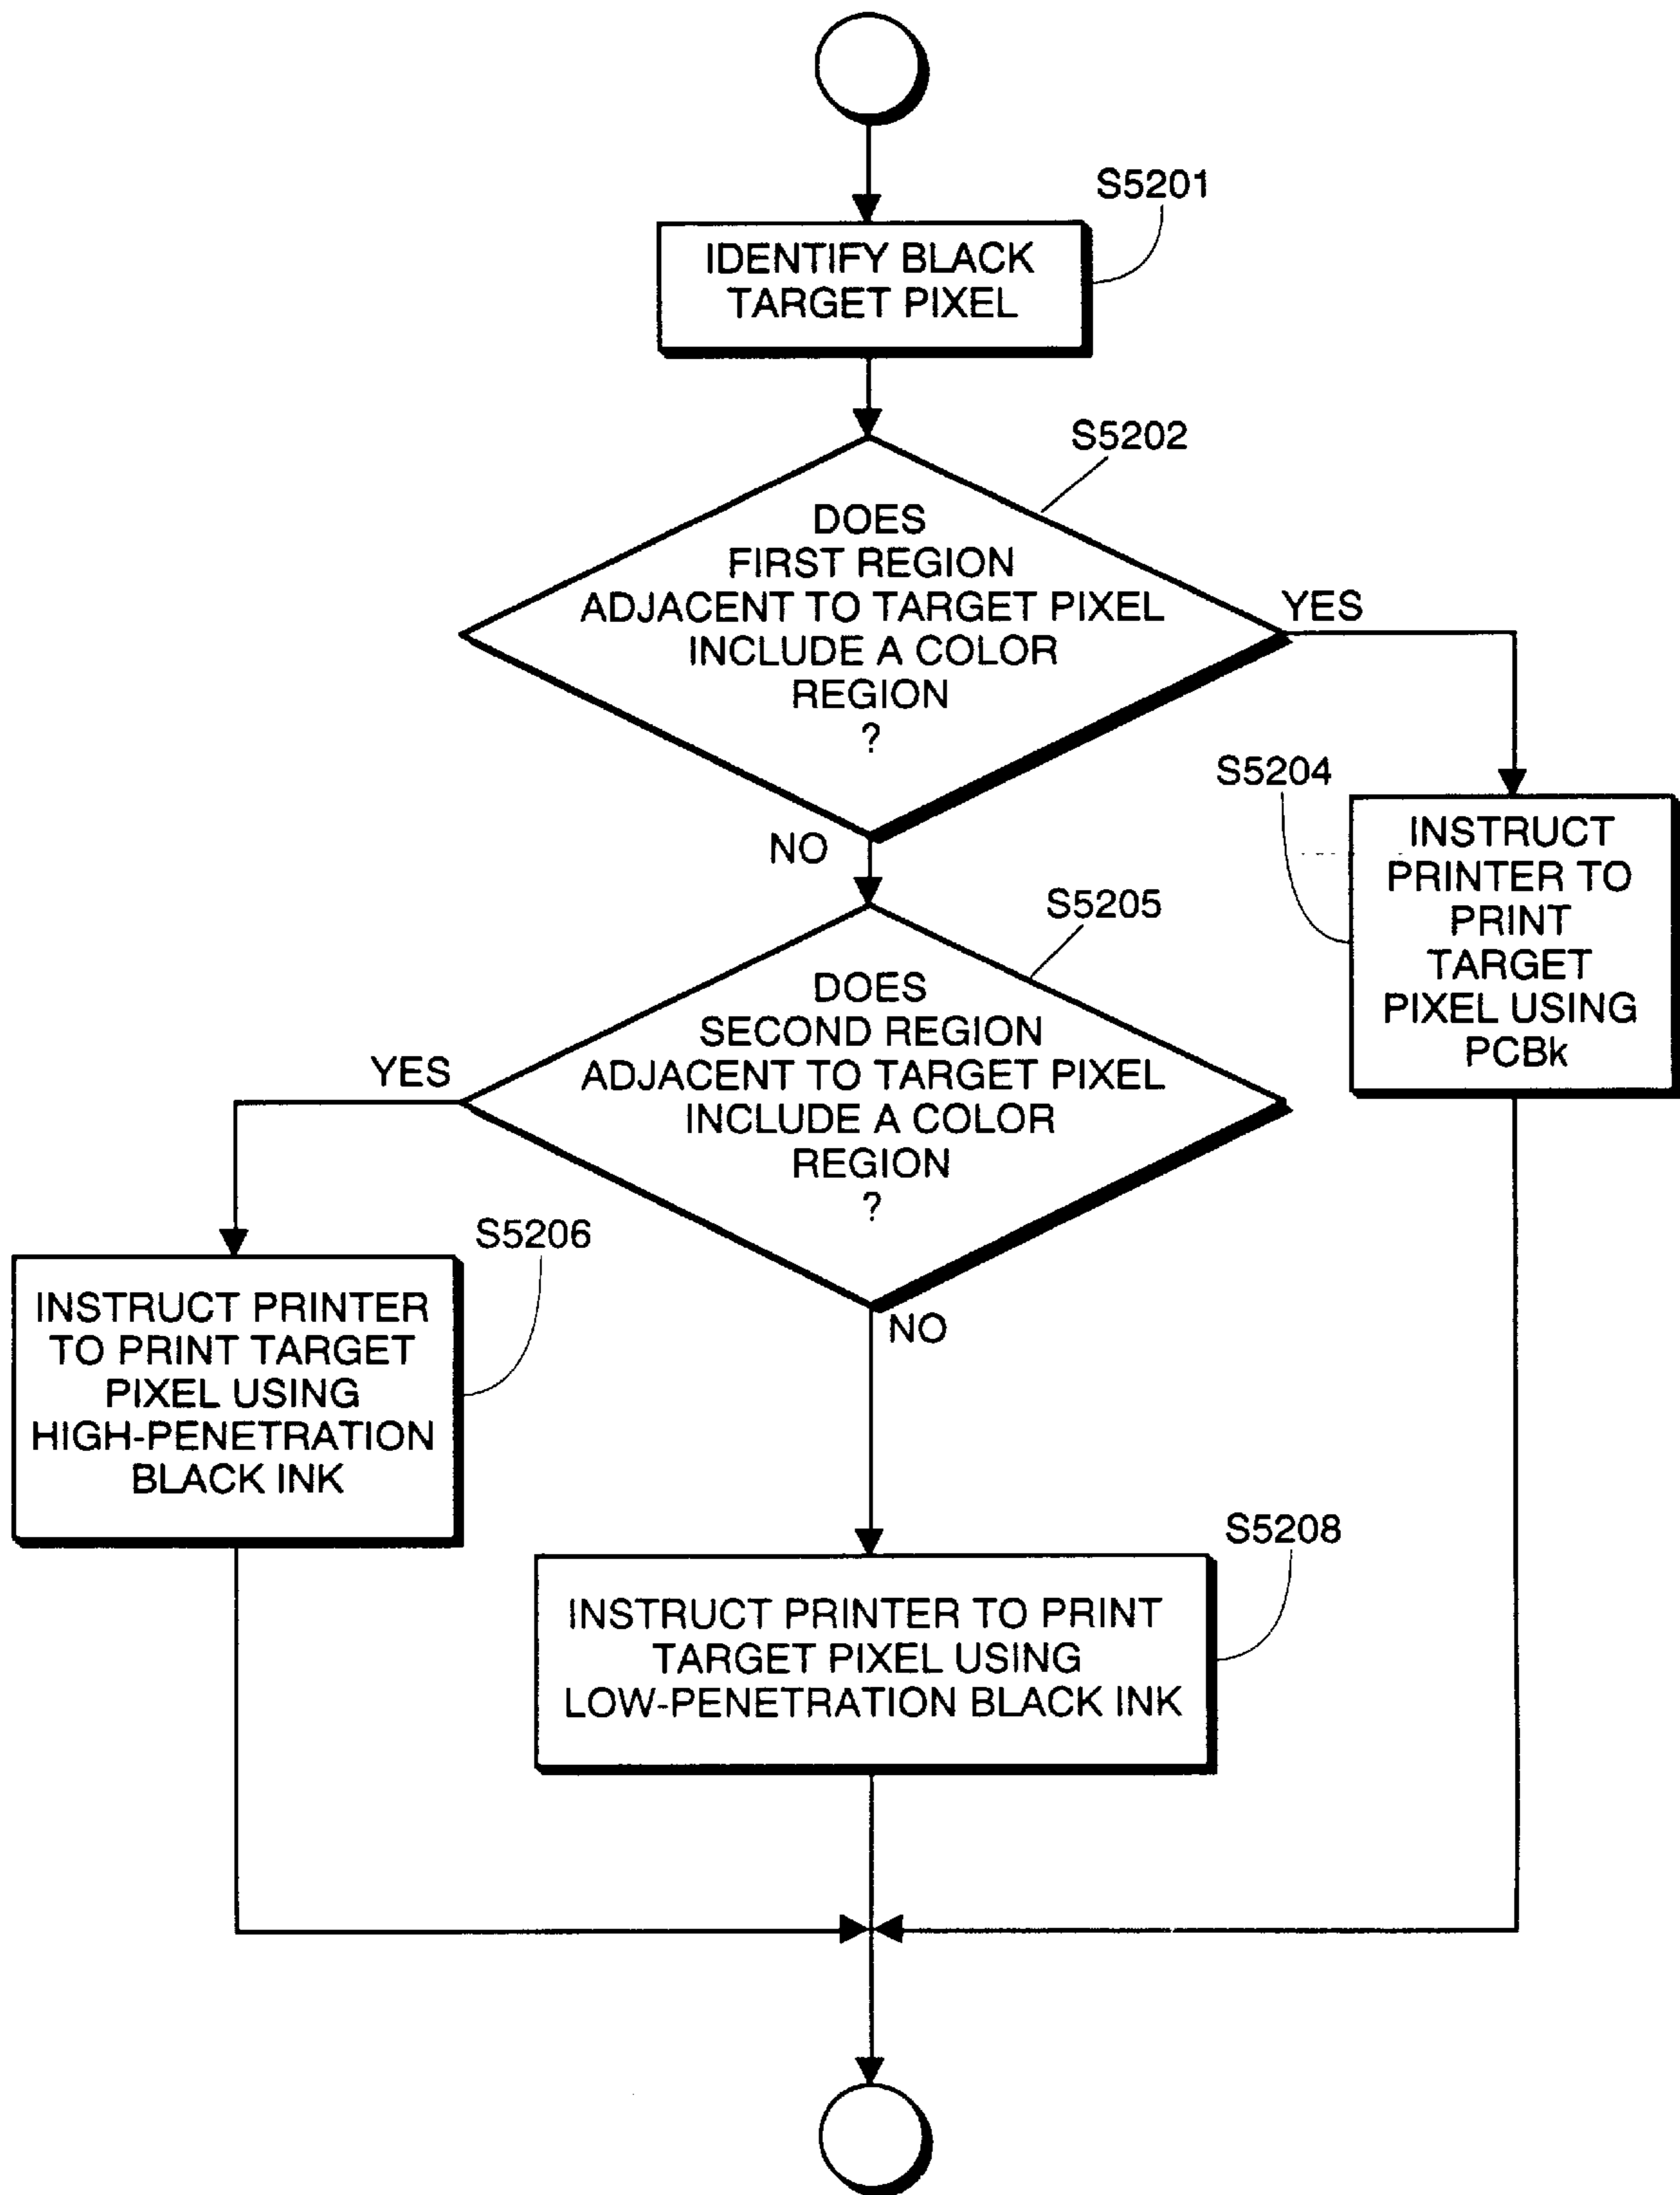 S5201
IDENTIFY BLACK
TARGET PIXEL
S5202
DOES
FIRST REGION
ADJACENT TO TARGET PIXEL
INCLUDE A COLOR
REGION
?
YES
NO
S5204
INSTRUCT
PRINTER TO
PRINT
TARGET
PIXEL USING
PCBk
S5205
DOES
SECOND REGION
ADJACENT TO TARGET PIXEL
INCLUDE A COLOR
REGION
?
YES
NO
S5206
INSTRUCT PRINTER
TO PRINT TARGET
PIXEL USING
HIGH-PENETRATION
BLACK INK
S5208
INSTRUCT PRINTER TO PRINT
TARGET PIXEL USING
LOW-PENETRATION BLACK INK